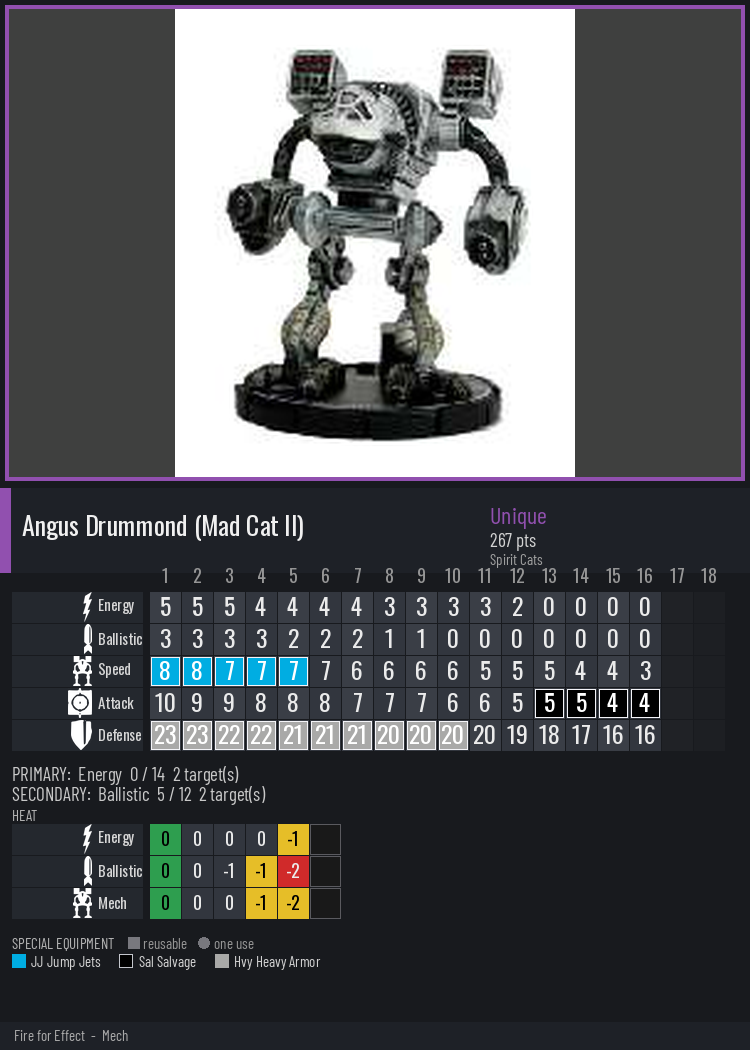 Angus Drummond (Mad Cat II)
Unique
267 pts
Spirit Cats
1 2 3 4 5 6 7 8 9 10 11 12 13 14 15 16 17 18
Energy 5 5 5 4 4 4 4 3 3 3 3 2 0 0 0 0
Ballistic 3 3 3 3 2 2 2 1 1 0 0 0 0 0 0 0
Speed 8 8 7 7 7 7 6 6 6 6 5 5 5 4 4 3
Attack 10 9 9 8 8 8 7 7 7 6 6 5 5 5 4 4
Defense 23 23 22 22 21 21 21 20 20 20 20 19 18 17 16 16
PRIMARY: Energy 0 / 14 2 target(s)
SECONDARY: Ballistic 5 / 12 2 target(s)
HEAT
Energy 0 0 0 0 -1
Ballistic 0 0 -1 -1 -2
Mech 0 0 0 -1 -2
SPECIAL EQUIPMENT reusable one use
JJ Jump Jets Sal Salvage Hvy Heavy Armor
Fire for Effect - Mech